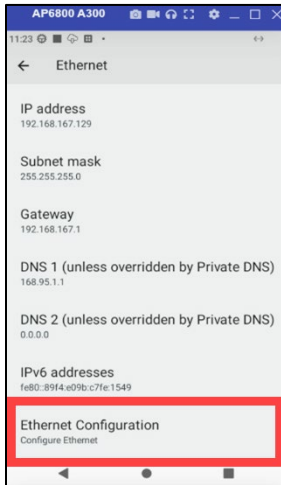 AP6800 A300
11:23
Ethernet
IP address
192.168.167.129
Subnet mask
255.255.255.0
Gateway
192.168.167.1
DNS 1 (unless overridden by Private DNS)
168.95.1.1
DNS 2 (unless overridden by Private DNS)
0.0.0.0
IPv6 addresses
fe80::89f4:e09b:c7fe:1549
Ethernet Configuration
Configure Ethernet